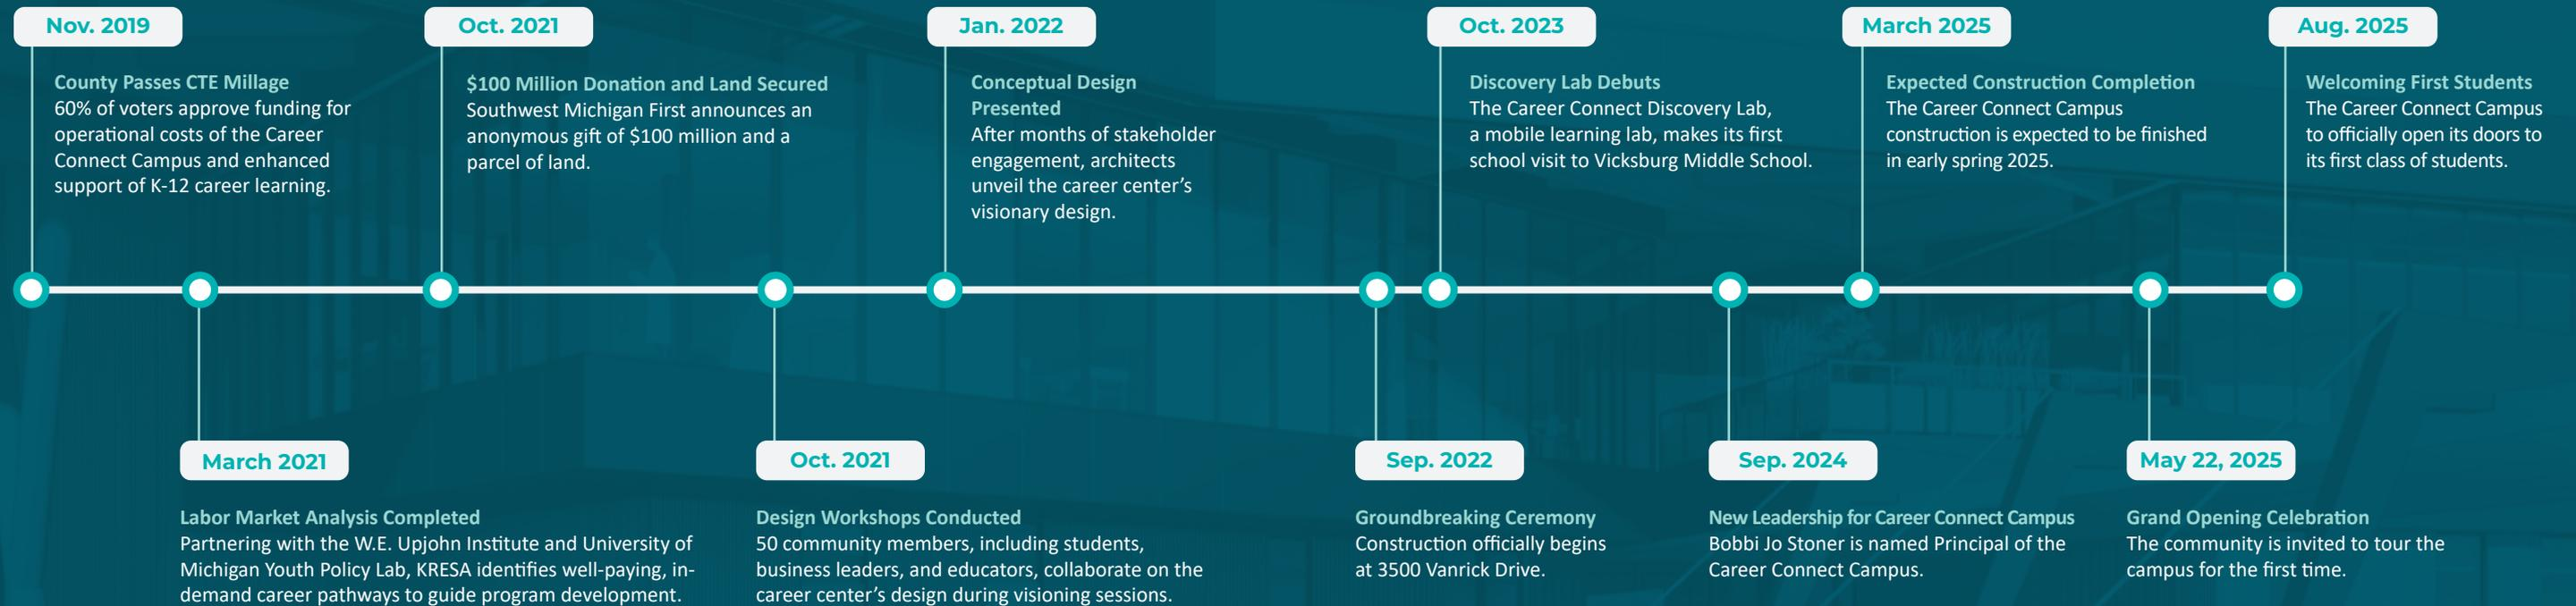 Nov. 2019
County Passes CTE Millage
60% of voters approve funding for
operational costs of the Career
Connect Campus and enhanced
support of K-12 career learning.
Oct. 2021
$100 Million Donation and Land Secured
Southwest Michigan First announces an
anonymous gift of $100 million and a
parcel of land.
Jan. 2022
Conceptual Design
Presented
After months of stakeholder
engagement, architects
unveil the career center’s
visionary design.
Oct. 2023
Discovery Lab Debuts
The Career Connect Discovery Lab,
a mobile learning lab, makes its first
school visit to Vicksburg Middle School.
March 2025
Expected Construction Completion
The Career Connect Campus
construction is expected to be finished
in early spring 2025.
Aug. 2025
Welcoming First Students
The Career Connect Campus
to officially open its doors to
its first class of students.
March 2021
Labor Market Analysis Completed
Partnering with the W.E. Upjohn Institute and University of
Michigan Youth Policy Lab, KRESA identifies well-paying, in-
demand career pathways to guide program development.
Oct. 2021
Design Workshops Conducted
50 community members, including students,
business leaders, and educators, collaborate on the
career center’s design during visioning sessions.
Sep. 2022
Groundbreaking Ceremony
Construction officially begins
at 3500 Vanrick Drive.
Sep. 2024
New Leadership for Career Connect Campus
Bobbi Jo Stoner is named Principal of the
Career Connect Campus.
May 22, 2025
Grand Opening Celebration
The community is invited to tour the
campus for the first time.